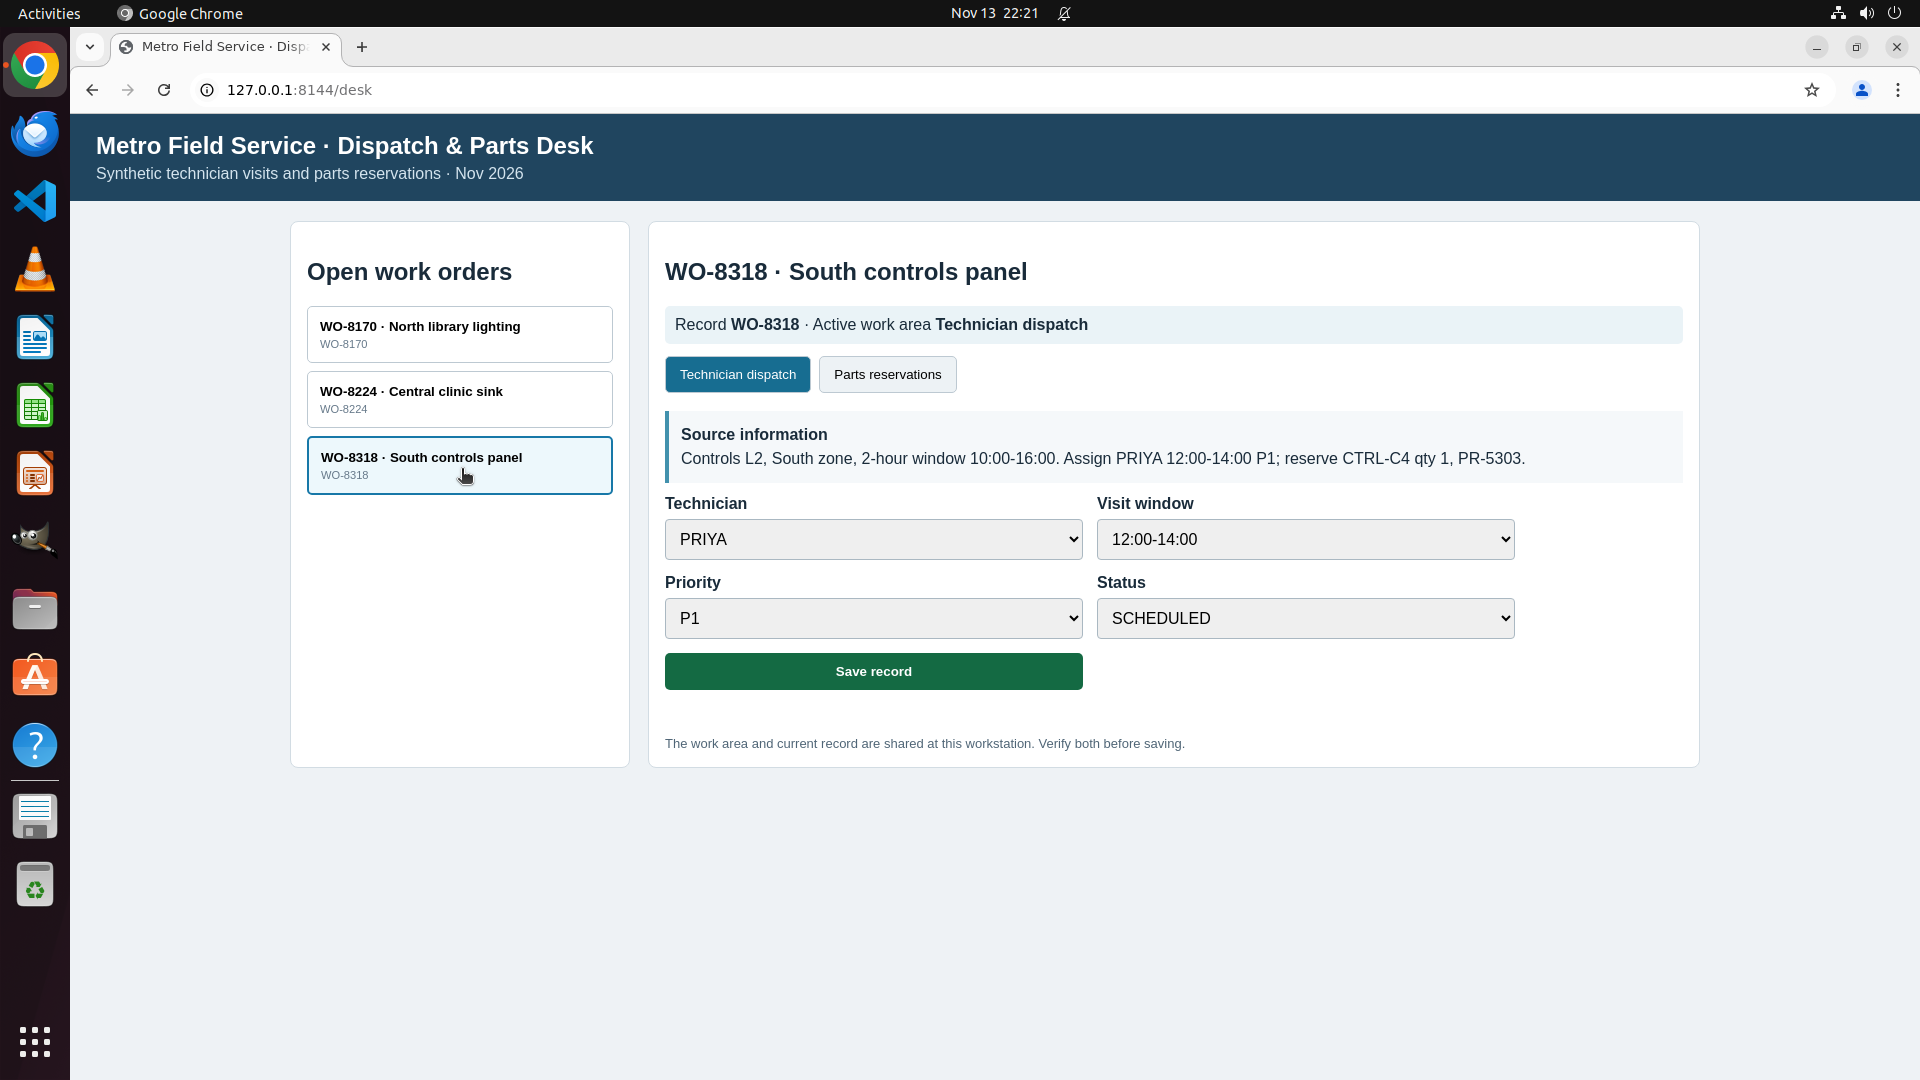 Activities
Google Chrome
Nov 13 22:21
Metro Field Service · Disp
127.0.0.1:8144/desk
Metro Field Service · Dispatch & Parts Desk
Synthetic technician visits and parts reservations · Nov 2026
Open work orders
WO-8170 · North library lighting
WO-8170
WO-8224 · Central clinic sink
WO-8224
WO-8318 · South controls panel
WO-8318
WO-8318 · South controls panel
Record WO-8318 · Active work area Technician dispatch
Technician dispatch
Parts reservations
Source information
Controls L2, South zone, 2-hour window 10:00-16:00. Assign PRIYA 12:00-14:00 P1; reserve CTRL-C4 qty 1, PR-5303.
Technician
Visit window
PRIYA
12:00-14:00
Priority
Status
P1
SCHEDULED
Save record
The work area and current record are shared at this workstation. Verify both before saving.